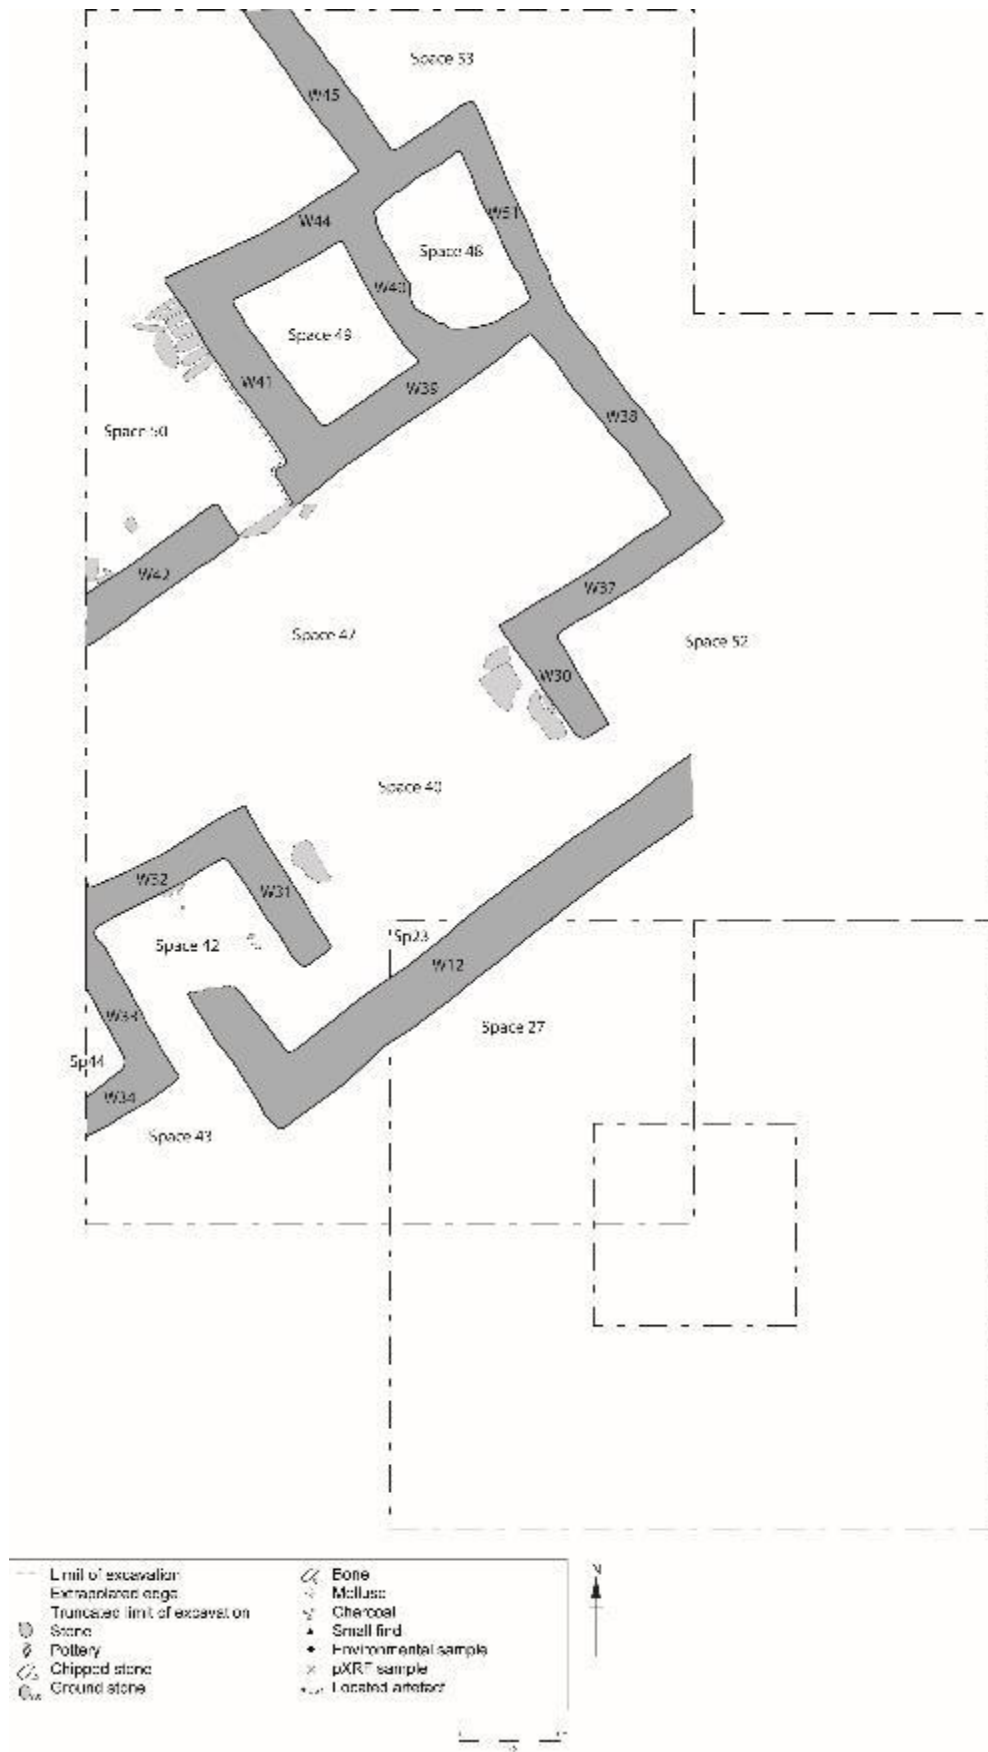 Space 53
W45
W44
W51
Space 48
W40
Space 49
W41
W39
W38
Space 50
W42
W37
Space 47
Space 52
W30
Space 40
W32
W31
Space 42
Sp23
W12
W33
Space 27
Sp44
W34
Space 43
Limit of excavation
Extrapolated edge
Truncated limit of excavation
Stone
Pottery
Chipped stone
Ground stone
Bone
Mollusc
Charcoal
Small find
Environmental sample
pXRF sample
Located artefact
N